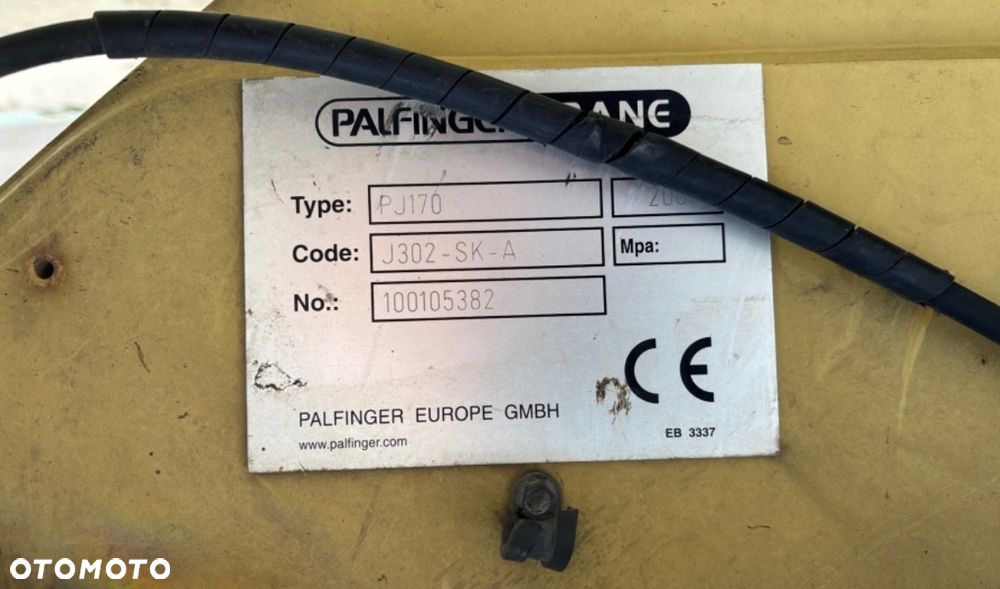 PALFINGER CRANE
Type: PJ170
Code: J302-SK-A Mpa:
No.: 100105382
CE
PALFINGER EUROPE GMBH
www.palfinger.com
EB 3337
OTOMOTO